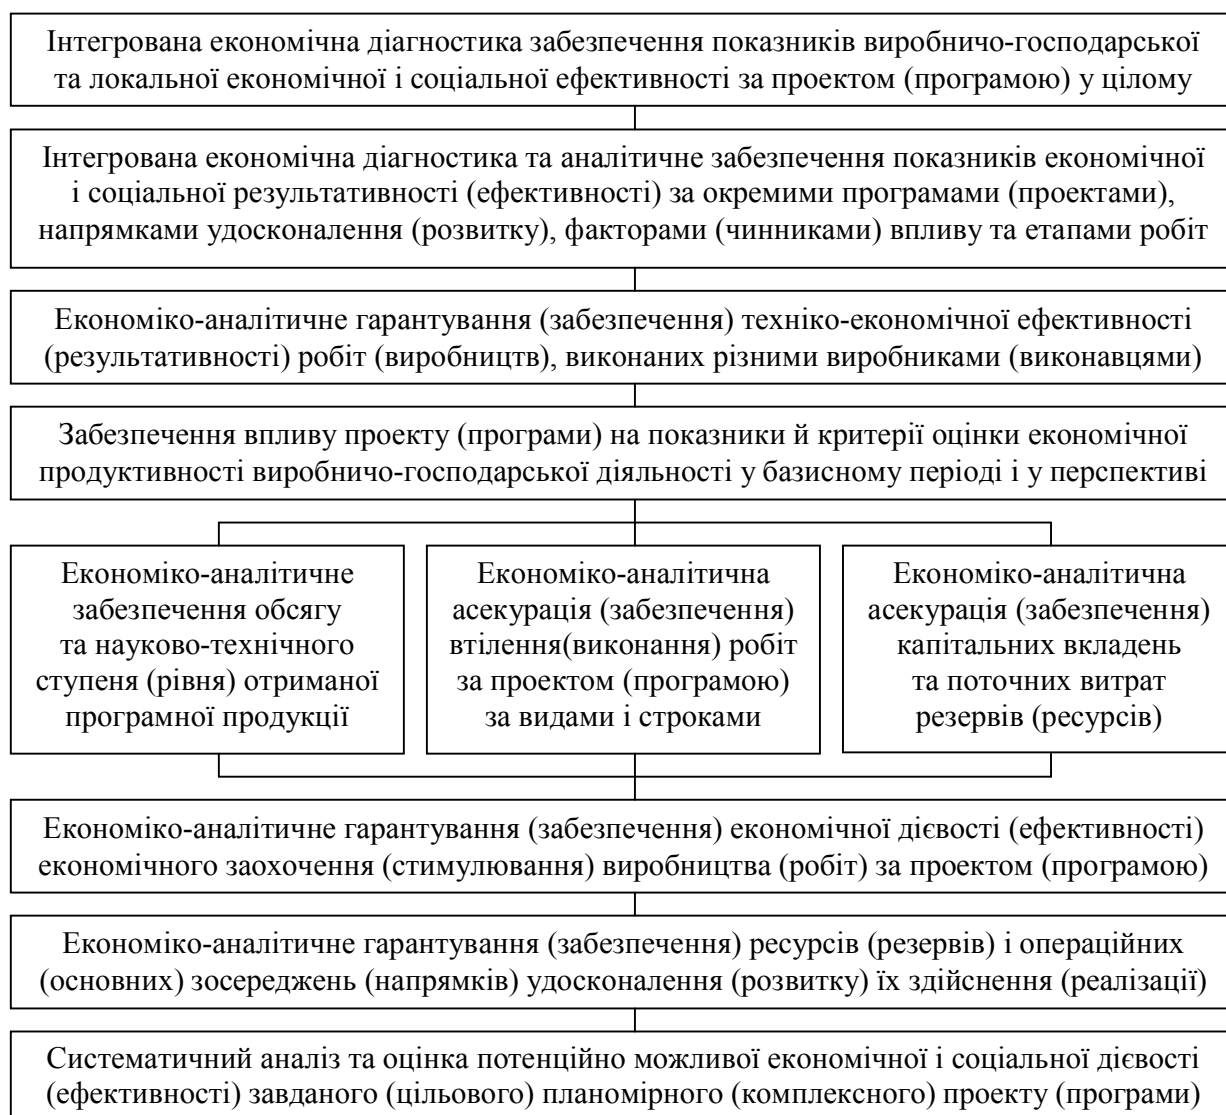 Інтегрована економічна діагностика забезпечення показників виробничо-господарської
та локальної економічної і соціальної ефективності за проектом (програмою) у цілому
Інтегрована економічна діагностика та аналітичне забезпечення показників економічної
і соціальної результативності (ефективності) за окремими програмами (проектами),
напрямками удосконалення (розвитку), факторами (чинниками) впливу та етапами робіт
Економіко-аналітичне гарантування (забезпечення) техніко-економічної ефективності
(результативності) робіт (виробництв), виконаних різними виробниками (виконавцями)
Забезпечення впливу проекту (програми) на показники й критерії оцінки економічної
продуктивності виробничо-господарської діяльності у базисному періоді і у перспективі
Економіко-аналітичне
забезпечення обсягу
та науково-технічного
ступеня (рівня) отриманої
програмної продукції
Економіко-аналітична
асекурація (забезпечення)
втілення(виконання) робіт
за проектом (програмою)
за видами і строками
Економіко-аналітична
асекурація (забезпечення)
капітальних вкладень
та поточних витрат
резервів (ресурсів)
Економіко-аналітичне гарантування (забезпечення) економічної дієвості (ефективності)
економічного заохочення (стимулювання) виробництва (робіт) за проектом (програмою)
Економіко-аналітичне гарантування (забезпечення) ресурсів (резервів) і операційних
(основних) зосереджень (напрямків) удосконалення (розвитку) їх здійснення (реалізації)
Систематичний аналіз та оцінка потенційно можливої економічної і соціальної дієвості
(ефективності) завданого (цільового) планомірного (комплексного) проекту (програми)